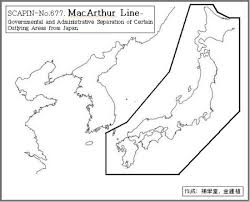 SCAPIN-No.677. MacArthur Line-
Governmental and Administrative Separation of Certain
Outlying Areas from Japan
作成: